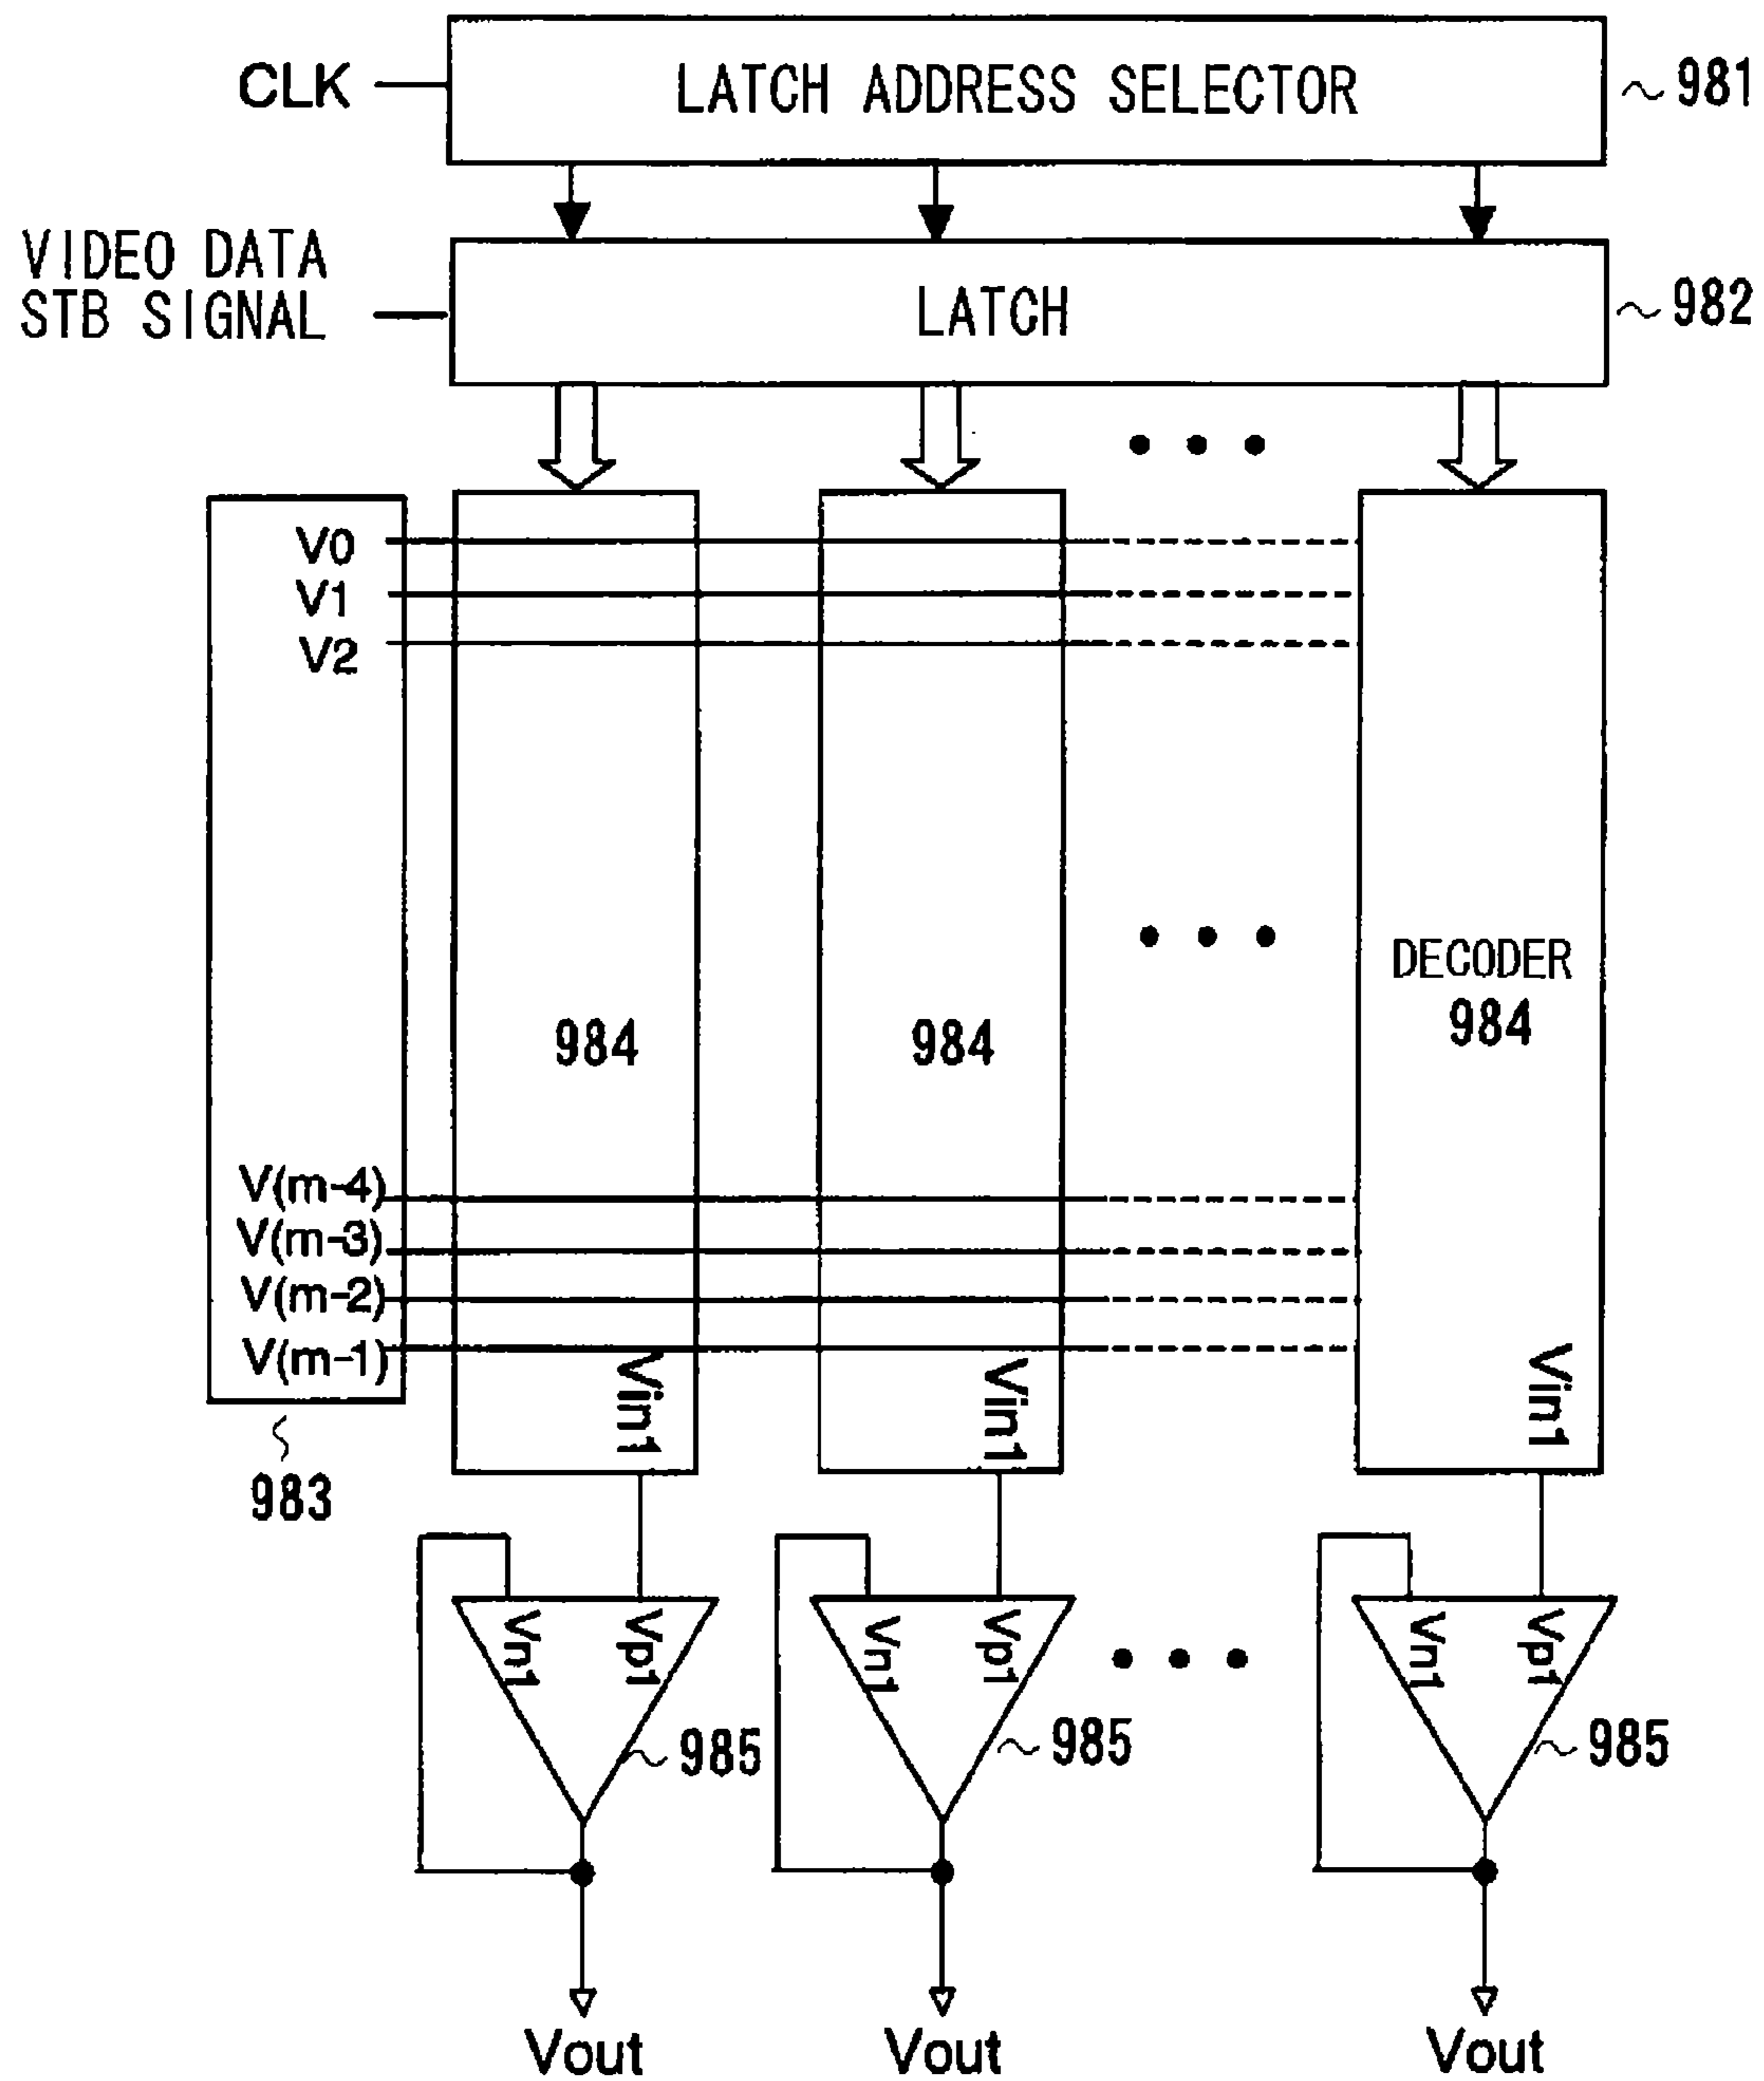 CLK
LATCH ADDRESS SELECTOR
981
VIDEO DATA
STB SIGNAL
LATCH
982
V0
V1
V2
DECODER
984
984
984
V(m-4)
V(m-3)
V(m-2)
V(m-1)
Vin1
Vin1
Vin1
983
Vn1
Vp1
Vn1
Vp1
Vn1
Vp1
985
985
985
Vout
Vout
Vout